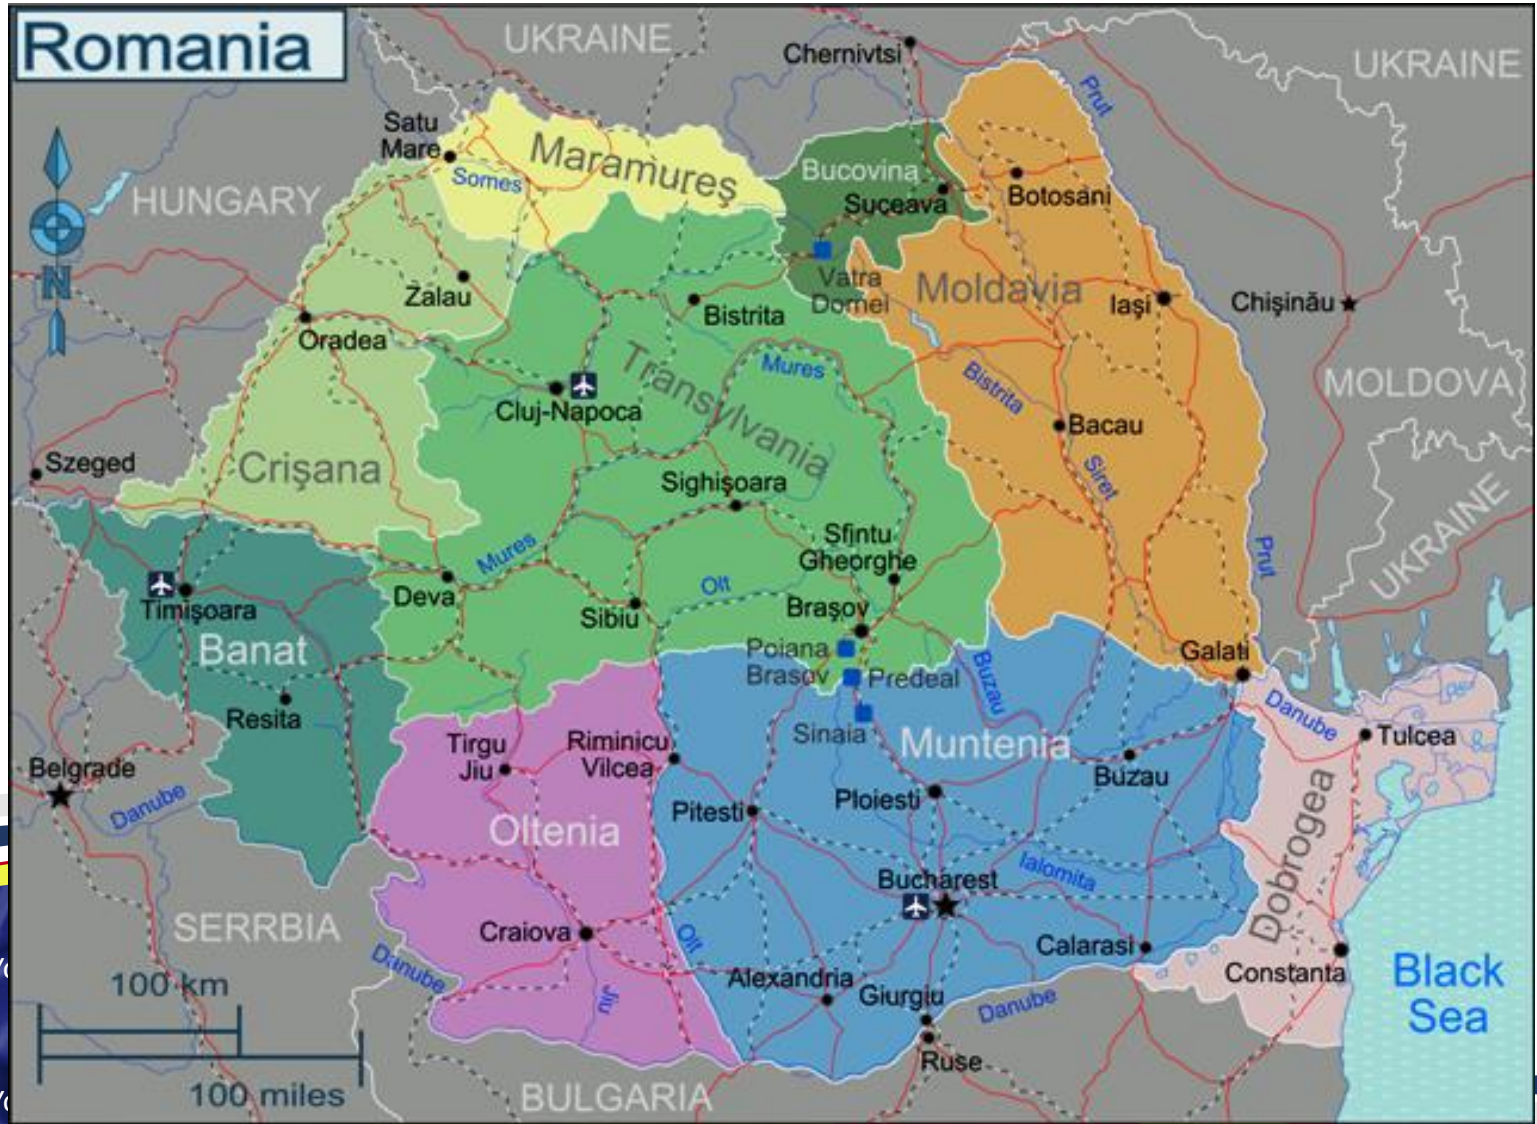 Romania
UKRAINE
Chernivtsi
UKRAINE
Prut
Satu
Mare
Maramureş
Somes
HUNGARY
Bucovina
Suceava
Botosani
Vatra
Dornei
Moldavia
Iaşi
Chişinău
N
Zalau
Oradea
Bistrita
Mures
Transylvania
Cluj-Napoca
Bistrita
MOLDOVA
Bacau
Szeged
Crişana
Sighişoara
Siret
UKRAINE
Sfintu
Gheorghe
Mures
Olt
Prut
Timişoara
Deva
Sibiu
Braşov
Banat
Poiana
Brasov
Predeal
Galati
Resita
Buzau
Danube
Sinaia
Muntenia
Tulcea
Tirgu
Jiu
Riminicu
Vilcea
Belgrade
Danube
Buzau
Ploiesti
Pitesti
Oltenia
Dobrogea
Ialomita
Bucharest
SERRBIA
Craiova
Olt
Calarasi
Constanta
Danube
Alexandria
Giurgiu
Danube
Jiu
Black
Sea
100 km
Ruse
100 miles
BULGARIA